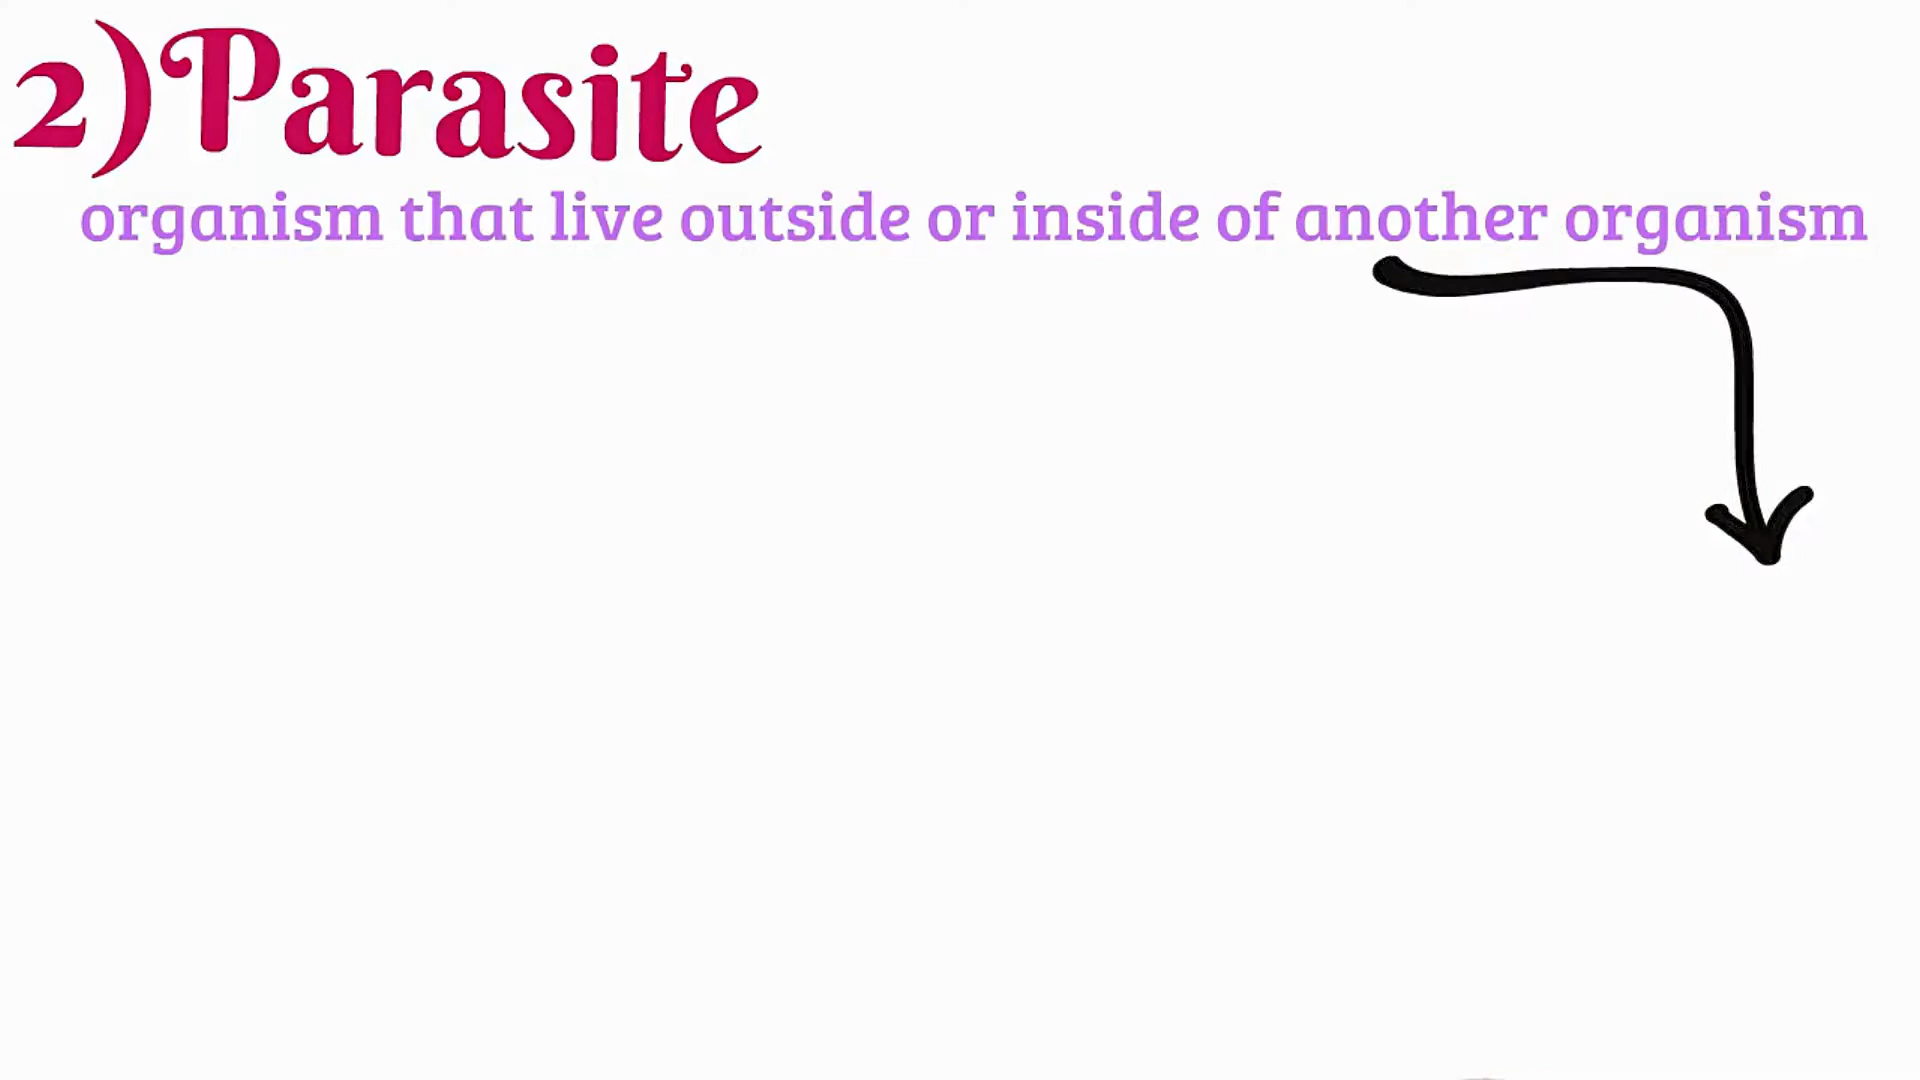 2)Parasite
organism that live outside or inside of another organism